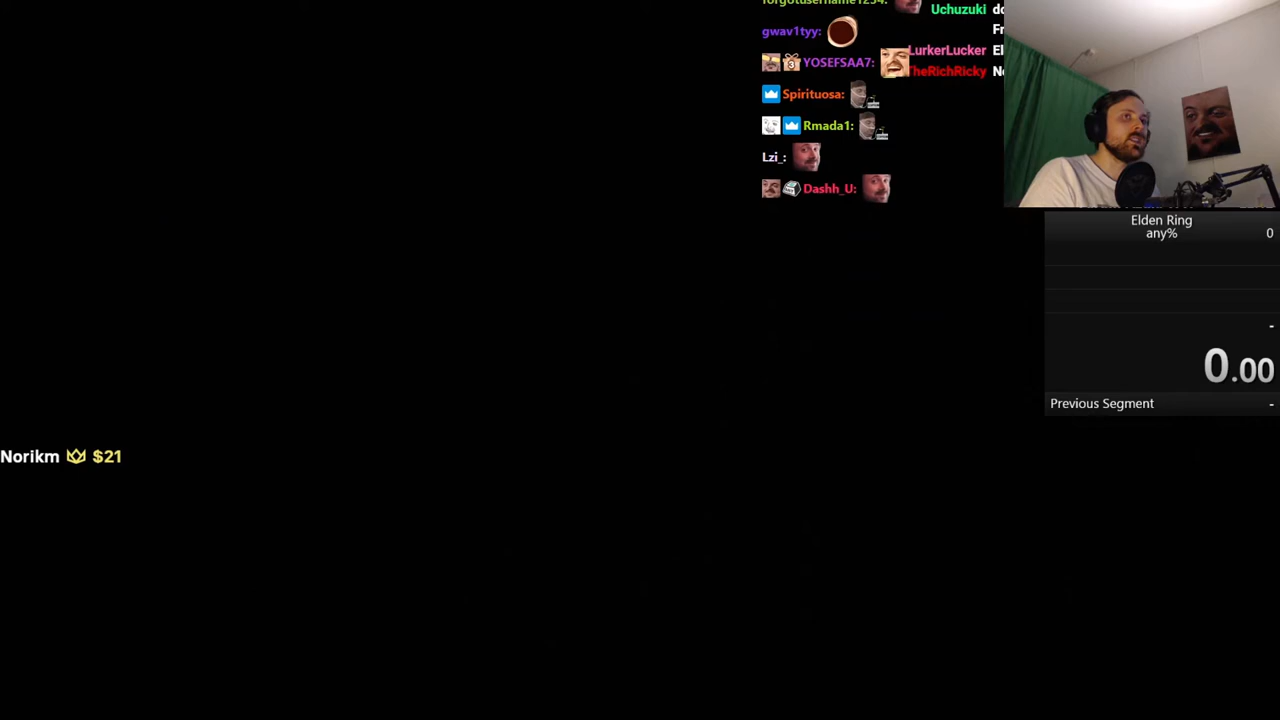 forgotusername1234:
Uchuzuki
gwav1tyy:
LurkerLucker
YOSEFSAA7:
TheRichRicky
Spirituosa:
Rmada1:
Lzi_:
Dashh_U:
Elden Ring
any% 0
-
0.00
Previous Segment -
Norikm $21